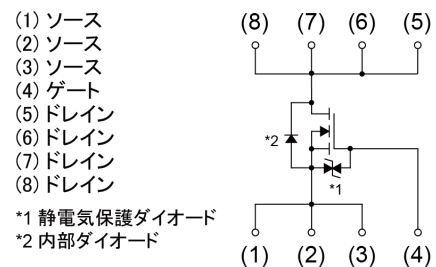 (1) ソース
(2) ソース
(3) ソース
(4) ゲート
(5) ドレイン
(6) ドレイン
(7) ドレイン
(8) ドレイン
*1 静電気保護ダイオード
*2 内部ダイオード
(8) (7) (6) (5)
*2
*1
(1) (2) (3) (4)